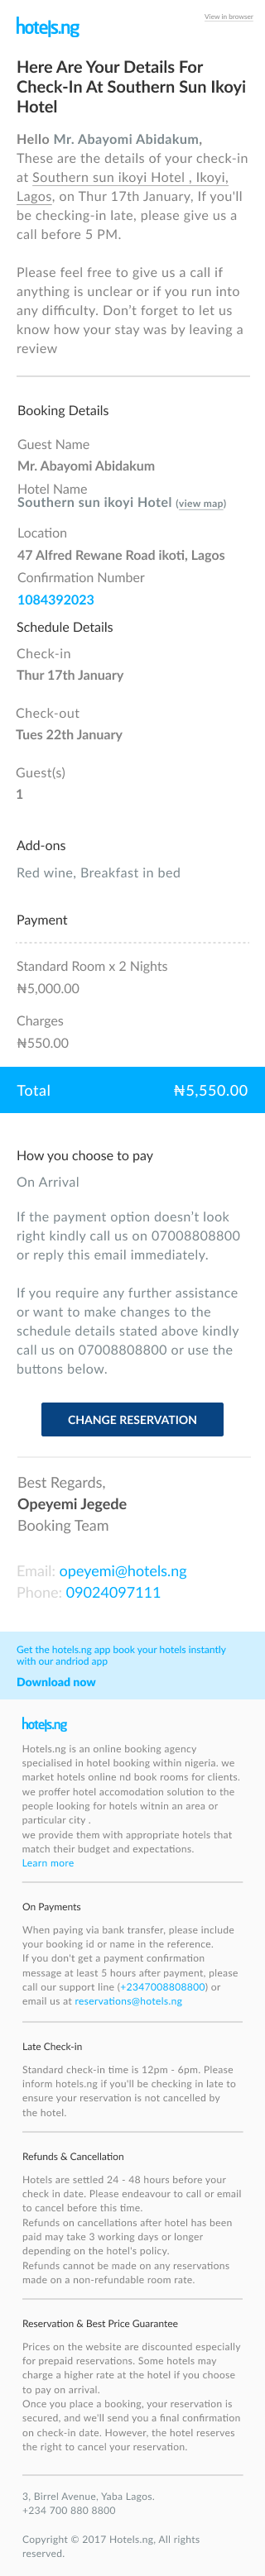 hotels.ng
View in browser
Here Are Your Details For
Check-In At Southern Sun Ikoyi
Hotel
Hello Mr. Abayomi Abidakum,
These are the details of your check-in
at Southern sun ikoyi Hotel , Ikoyi,
Lagos, on Thur 17th January, If you'll
be checking-in late, please give us a
call before 5 PM.
Please feel free to give us a call if
anything is unclear or if you run into
any difficulty. Don't forget to let us
know how your stay was by leaving a
review
Booking Details
Guest Name
Mr. Abayomi Abidakum
Hotel Name
Southern sun ikoyi Hotel (view map)
Location
47 Alfred Rewane Road ikoti, Lagos
Confirmation Number
1084392023
Schedule Details
Check-in
Thur 17th January
Check-out
Tues 22th January
Guest(s)
1
Add-ons
Red wine, Breakfast in bed
Payment
Standard Room x 2 Nights
₦5,000.00
Charges
₦550.00
Total ₦5,550.00
How you choose to pay
On Arrival
If the payment option doesn't look
right kindly call us on 07008808800
or reply this email immediately.
If you require any further assistance
or want to make changes to the
schedule details stated above kindly
call us on 07008808800 or use the
buttons below.
CHANGE RESERVATION
Best Regards,
Opeyemi Jegede
Booking Team
Email: opeyemi@hotels.ng
Phone: 09024097111
Get the hotels.ng app book your hotels instantly
with our andriod app
Download now
hotels.ng
Hotels.ng is an online booking agency
specialised in hotel booking within nigeria. we
market hotels online nd book rooms for clients.
we proffer hotel accomodation solution to the
people looking for hotels within an area or
particular city .
we provide them with appropriate hotels that
match their budget and expectations.
Learn more
On Payments
When paying via bank transfer, please include
your booking id or name in the reference.
If you don't get a payment confirmation
message at least 5 hours after payment, please
call our support line (+2347008808800) or
email us at reservations@hotels.ng
Late Check-in
Standard check-in time is 12pm - 6pm. Please
inform hotels.ng if you'll be checking in late to
ensure your reservation is not cancelled by
the hotel.
Refunds & Cancellation
Hotels are settled 24 - 48 hours before your
check in date. Please endeavour to call or email
to cancel before this time.
Refunds on cancellations after hotel has been
paid may take 3 working days or longer
depending on the hotel's policy.
Refunds cannot be made on any reservations
made on a non-refundable room rate.
Reservation & Best Price Guarantee
Prices on the website are discounted especially
for prepaid reservations. Some hotels may
charge a higher rate at the hotel if you choose
to pay on arrival.
Once you place a booking, your reservation is
secured, and we'll send you a final confirmation
on check-in date. However, the hotel reserves
the right to cancel your reservation.
3, Birrel Avenue, Yaba Lagos.
+234 700 880 8800
Copyright © 2017 Hotels.ng, All rights
reserved.